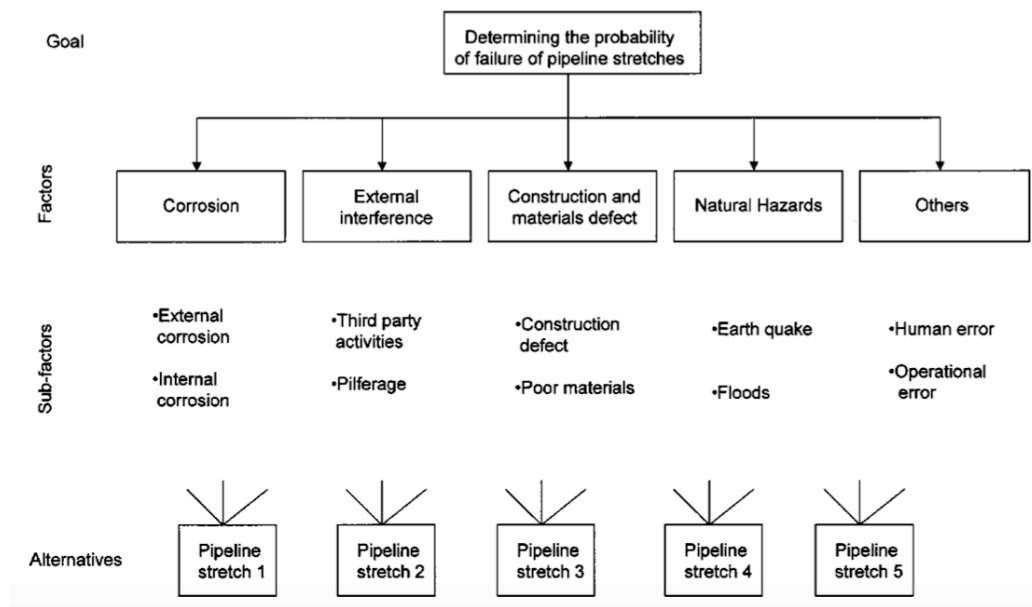 Goal
Determining the probability
of failure of pipeline stretches
Factors
Corrosion
External
interference
Construction and
materials defect
Natural Hazards
Others
Sub-factors
•External
corrosion
•Internal
corrosion
•Third party
activities
•Pilferage
•Construction
defect
•Poor materials
•Earth quake
•Floods
•Human error
•Operational
error
Alternatives
Pipeline
stretch 1
Pipeline
stretch 2
Pipeline
stretch 3
Pipeline
stretch 4
Pipeline
stretch 5